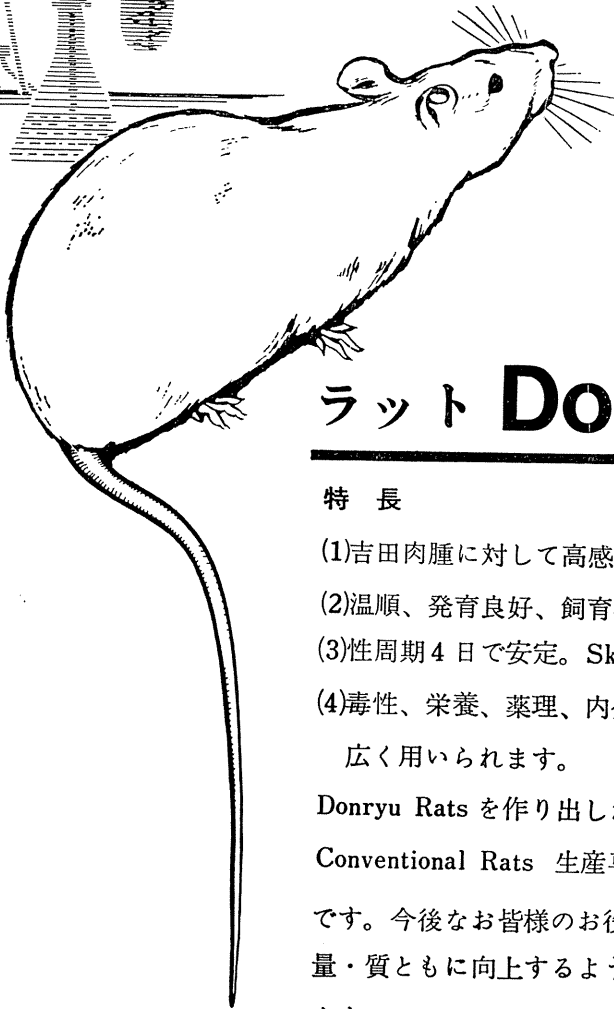 ラット Do
特長
(1)吉田肉腫に対して高感
(2)温順、発育良好、飼育
(3)性周期4日で安定。Sk
(4)毒性、栄養、薬理、内
広く用いられます。
Donryu Rats を作り出し
Conventional Rats 生産
です。今後なお皆様のお
量・質ともに向上するよ